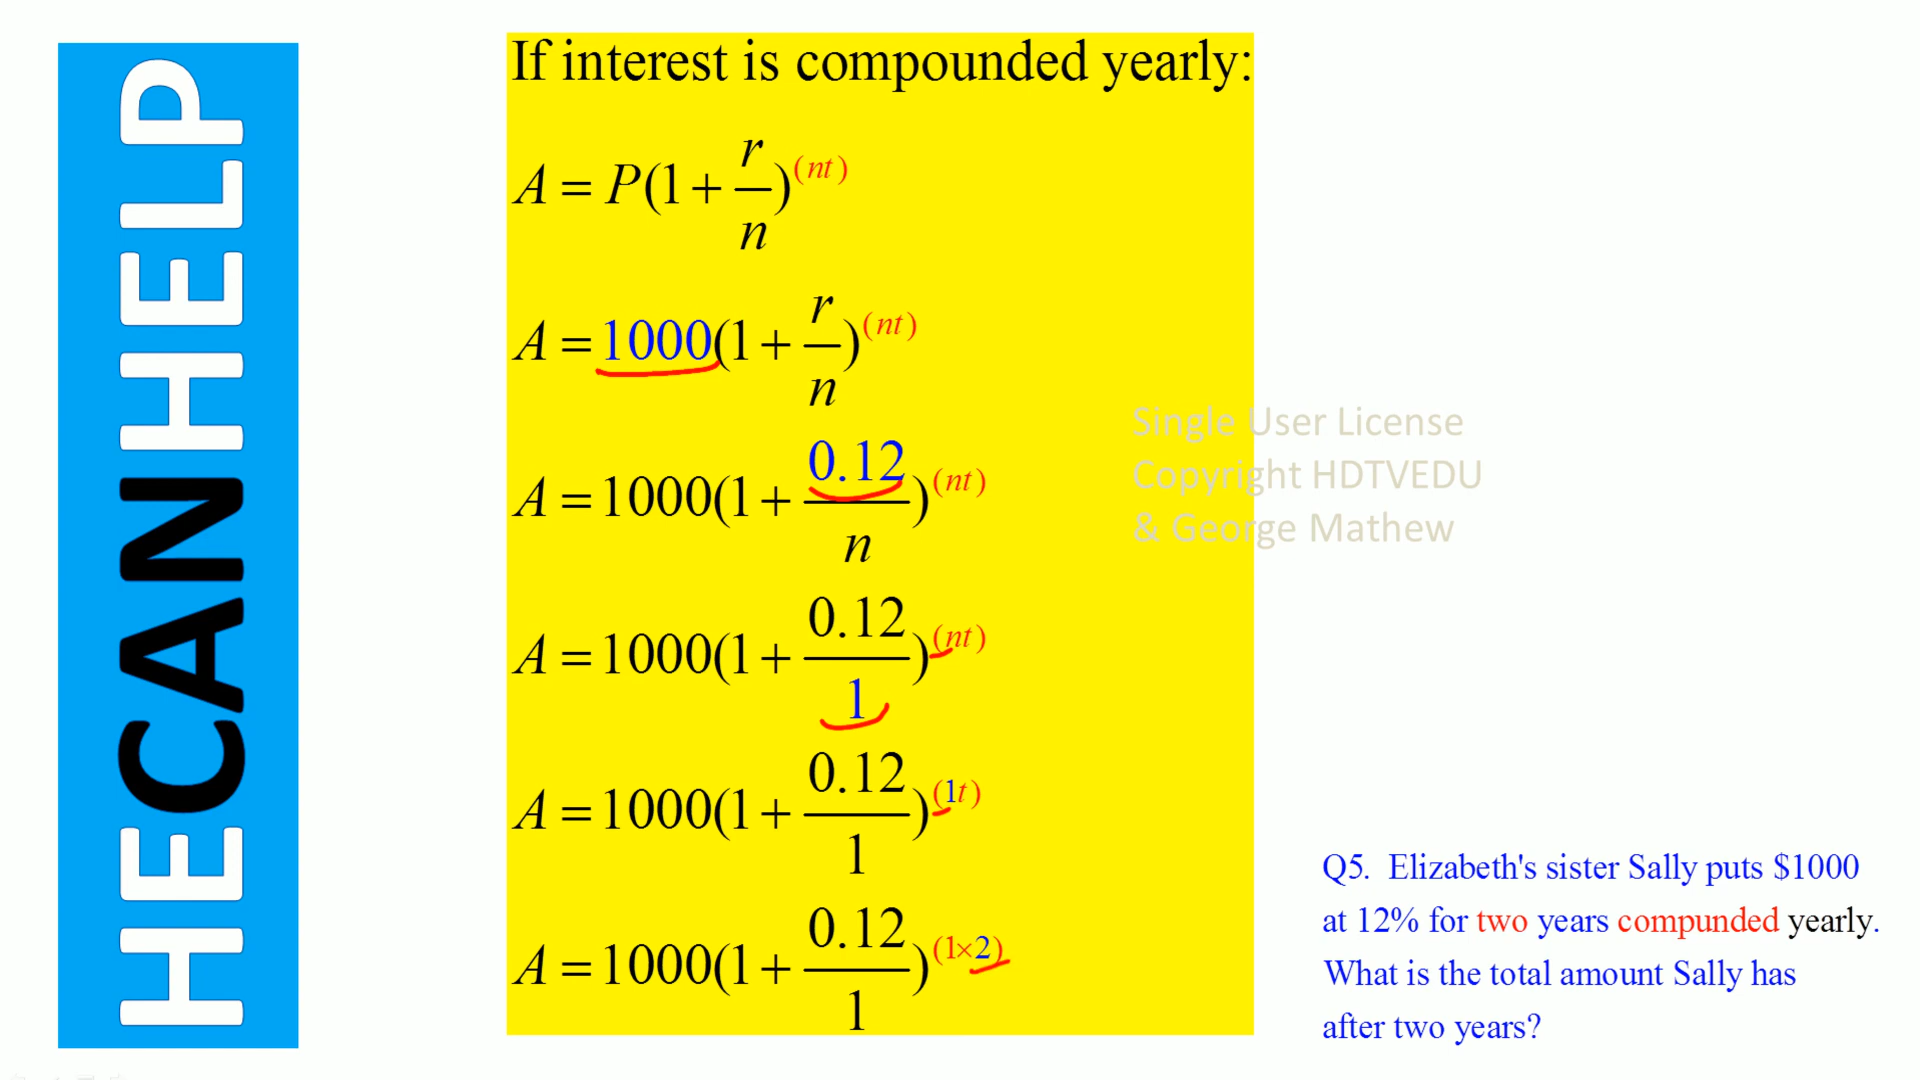 HECANHELP
If interest is compounded yearly:
A = P(1 + r/n)^(nt)
A = 1000(1 + r/n)^(nt)
A = 1000(1 + 0.12/n)^(nt)
A = 1000(1 + 0.12/1)^(nt)
A = 1000(1 + 0.12/1)^(1t)
A = 1000(1 + 0.12/1)^(1×2)
Single User License
Copyright HDTVEDU
& George Mathew
Q5. Elizabeth's sister Sally puts $1000
at 12% for two years compunded yearly.
What is the total amount Sally has
after two years?